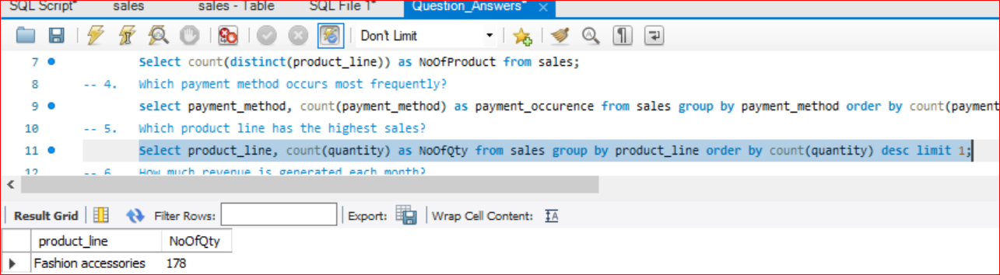 SQL Script* sales sales - Table SQL File 1* Question_Answers* ×
Don't Limit
7 Select count(distinct(product_line)) as NoOfProduct from sales;
8 -- 4. Which payment method occurs most frequently?
9 select payment_method, count(payment_method) as payment_occurence from sales group by payment_method order by count(payment
10 -- 5. Which product line has the highest sales?
11 Select product_line, count(quantity) as NoOfQty from sales group by product_line order by count(quantity) desc limit 1;
12 -- 6. How much revenue is generated each month?
Result Grid Filter Rows: Export: Wrap Cell Content:
product_line NoOfQty
Fashion accessories 178